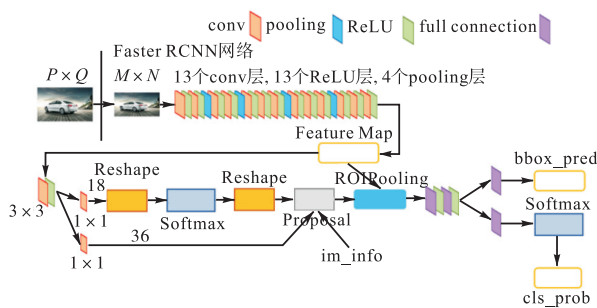 conv pooling ReLU full connection
Faster RCNN网络
P × Q
M × N
13个conv层, 13个ReLU层, 4个pooling层
Feature Map
3 × 3
18
1 × 1
Reshape
Softmax
Reshape
Proposal
ROIPooling
36
1 × 1
im_info
bbox_pred
Softmax
cls_prob